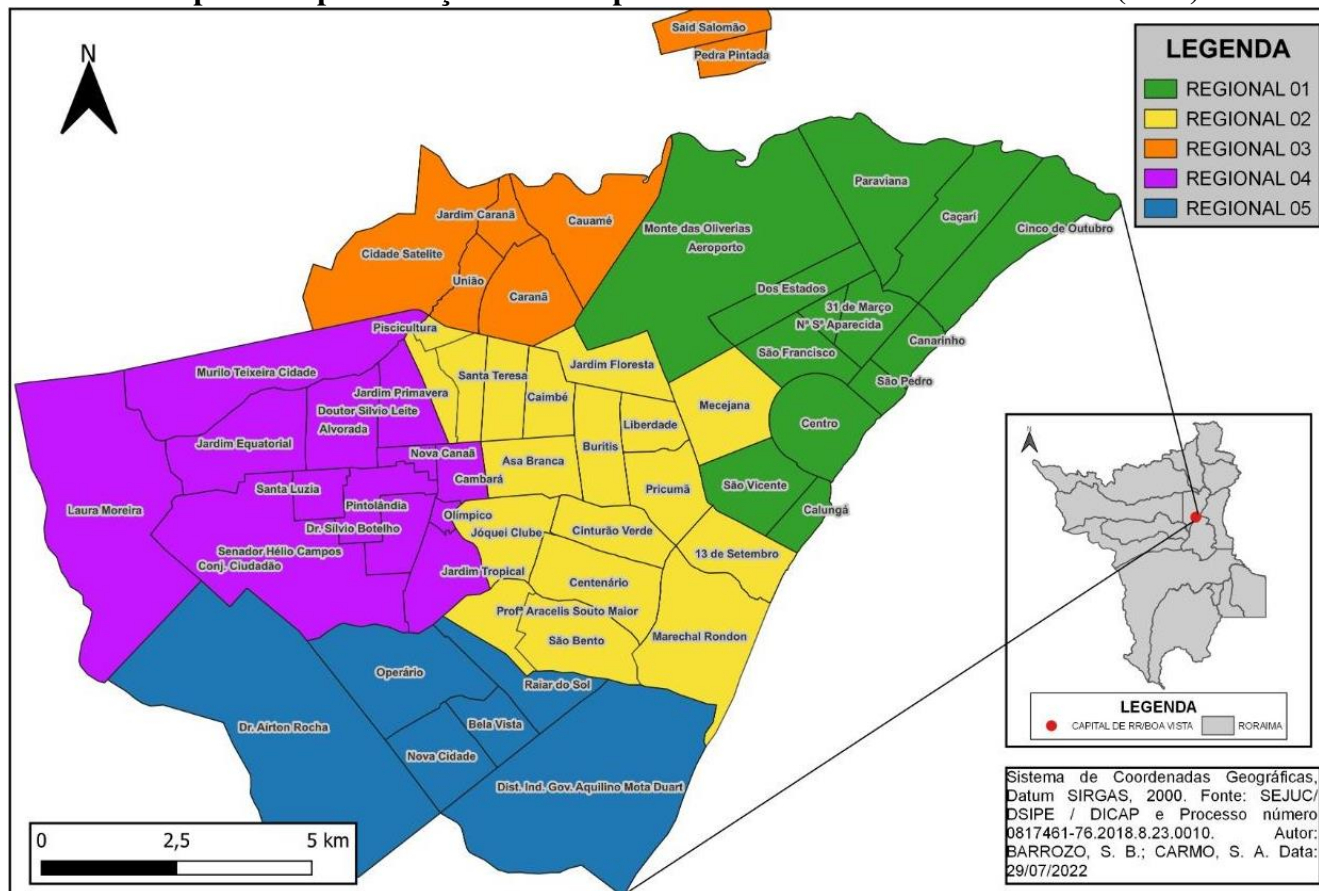 Said Salomão
Pedra Pintada
N
LEGENDA
REGIONAL 01
REGIONAL 02
REGIONAL 03
REGIONAL 04
REGIONAL 05
Paraviana
Caçari
Cinco de Outubro
Jardim Caranã
Cauamé
Monte das Oliverias
Aeroporto
Cidade Satelite
União
Caranã
Dos Estados
31 de Março
Nª Sª Aparecida
Canarinho
São Francisco
São Pedro
Piscicultura
Murilo Teixeira Cidade
Santa Teresa
Jardim Floresta
Jardim Primavera
Caimbé
Mecejana
Doutor Silvio Leite
Alvorada
Liberdade
Centro
Jardim Equatorial
Buritis
Nova Canaã
Asa Branca
Cambará
São Vicente
Santa Luzia
Pricumã
Pintolândia
Laura Moreira
Calungá
Olímpico
Dr. Sílvio Botelho
Jóquei Clube
Cinturão Verde
Senador Hélio Campos
Conj. Ciudadão
13 de Setembro
Jardim Tropical
Centenário
Profª Aracelis Souto Maior
São Bento
Marechal Rondon
Operário
Raiar do Sol
Dr. Aírton Rocha
Bela Vista
Nova Cidade
Dist. Ind. Gov. Aquilino Mota Duart
0 2,5 5 km
N
LEGENDA
CAPITAL DE RR/BOA VISTA RORAIMA
Sistema de Coordenadas Geográficas,
Datum SIRGAS, 2000. Fonte: SEJUC/
DSIPE / DICAP e Processo número
0817461-76.2018.8.23.0010. Autor:
BARROZO, S. B.; CARMO, S. A. Data:
29/07/2022